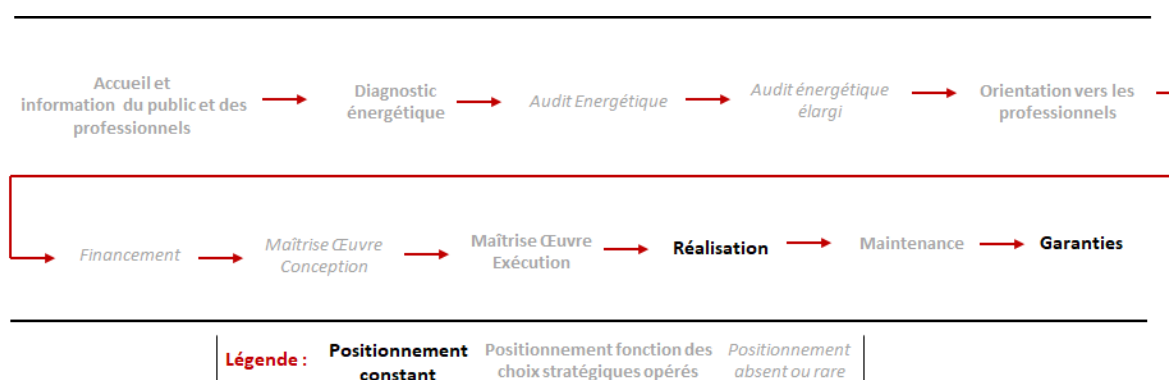 Accueil et
information du public et des
professionnels
Diagnostic
énergétique
Audit Energétique
Audit énergétique
élargi
Orientation vers les
professionnels
Financement
Maîtrise Œuvre
Conception
Maîtrise Œuvre
Exécution
Réalisation
Maintenance
Garanties
Légende :
Positionnement
constant
Positionnement fonction des
choix stratégiques opérés
Positionnement
absent ou rare